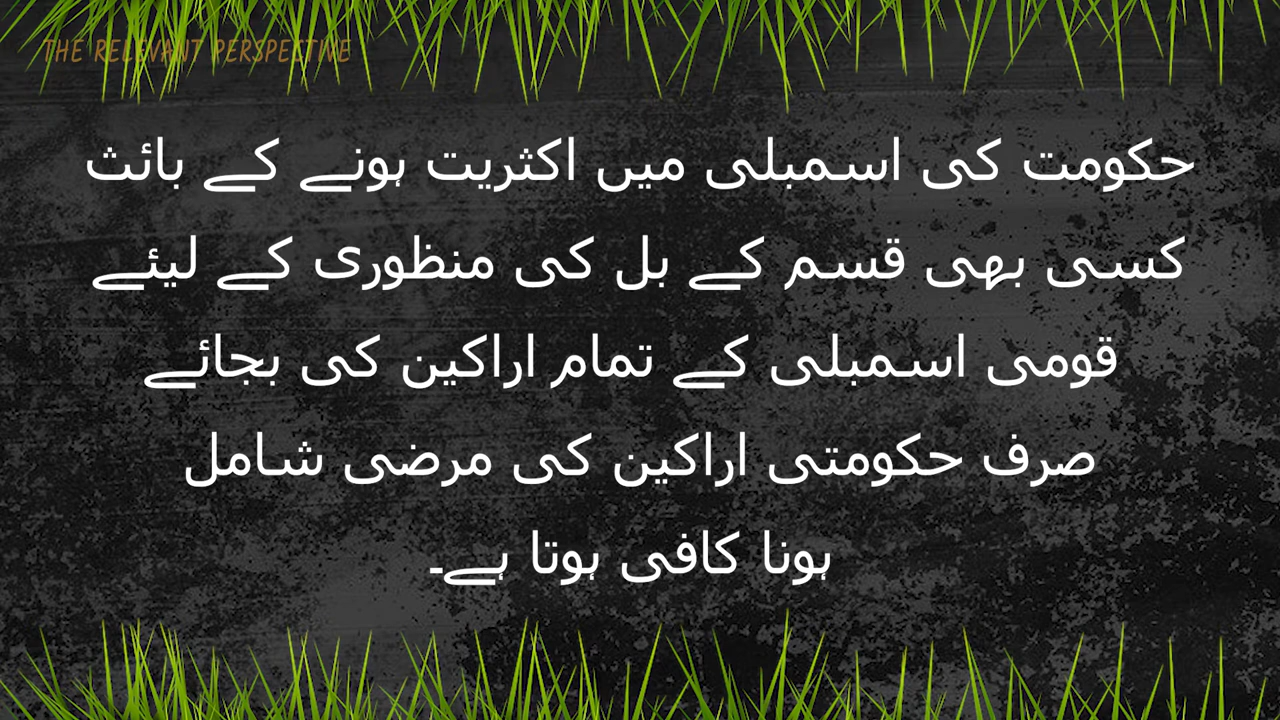 THE RELEVANT PERSPECTIVE
حکومت کی اسمبلی میں اکثریت ہونے کے بائث
کسی بھی قسم کے بل کی منظوری کے لیئے
قومی اسمبلی کے تمام اراکین کی بجائے
صرف حکومتی اراکین کی مرضی شامل
ہونا کافی ہوتا ہے۔